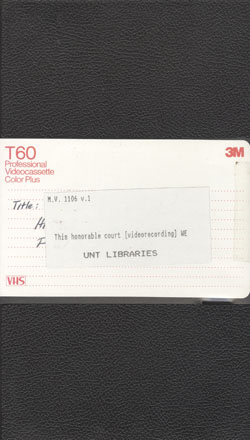 T60
3M
Professional
Videocassette
Color Plus
Title:
M.V. 1106 v.1
This honorable court [videorecording] WE
UNT LIBRARIES
VHS